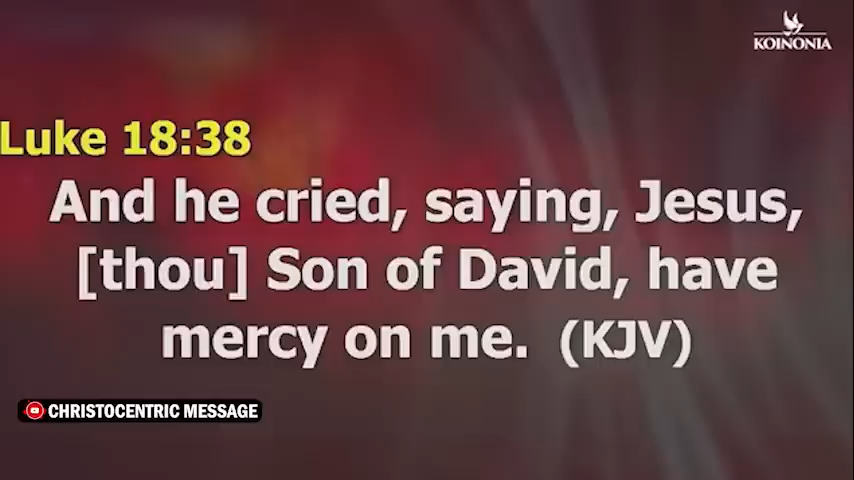 KOINONIA
Luke 18:38
And he cried, saying, Jesus,
[thou] Son of David, have
mercy on me. (KJV)
CHRISTOCENTRIC MESSAGE